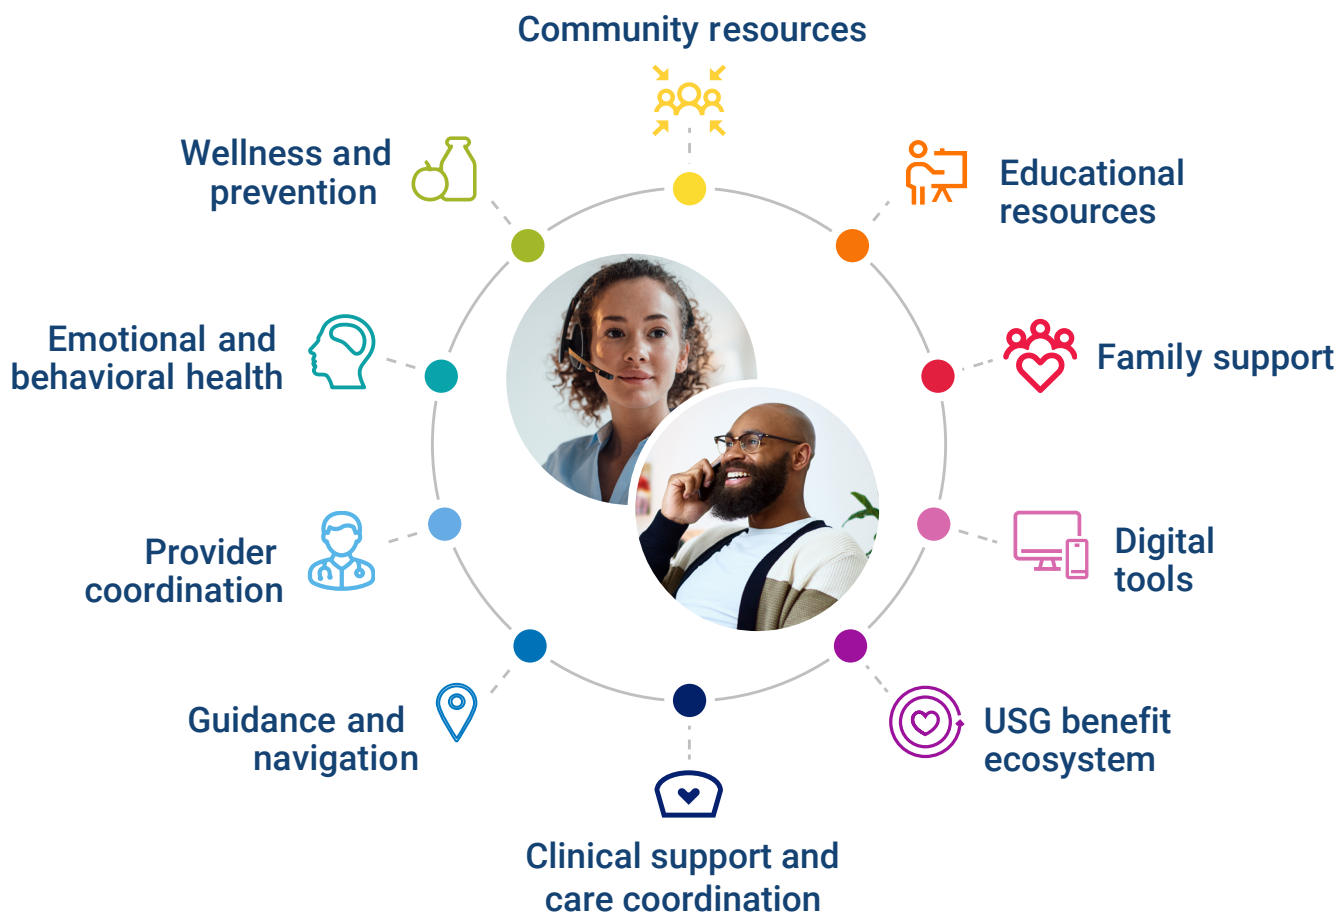 Community resources
Wellness and
prevention
Educational
resources
Emotional and
behavioral health
Family support
Provider
coordination
Digital
tools
Guidance and
navigation
USG benefit
ecosystem
Clinical support and
care coordination